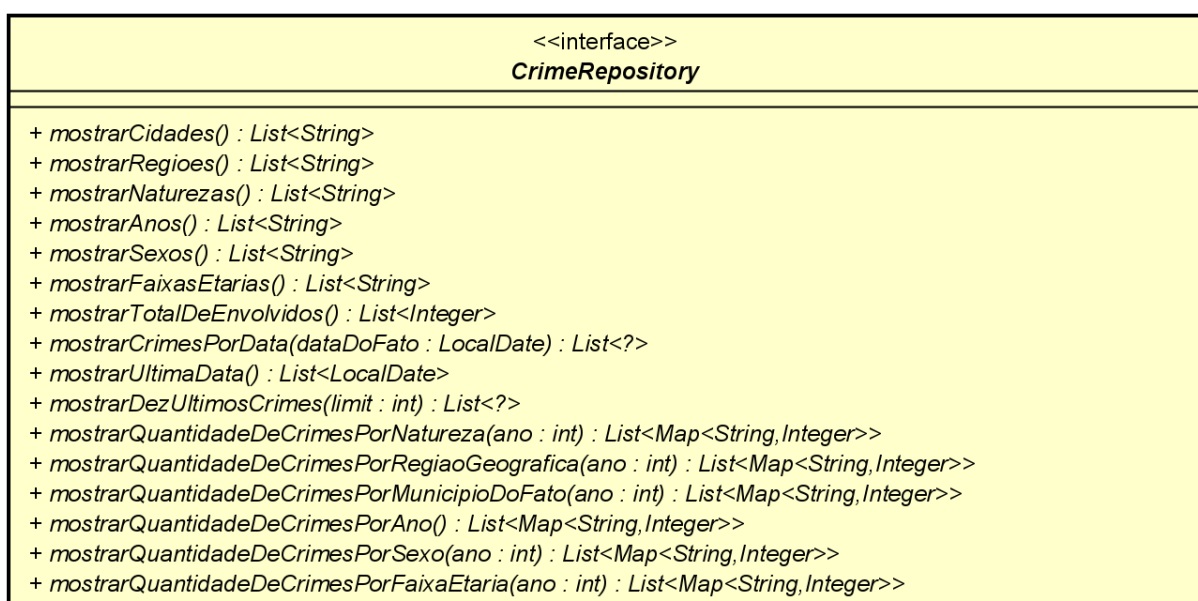 <<interface>>
CrimeRepository
+ mostrarCidades() : List<String>
+ mostrarRegioes() : List<String>
+ mostrarNaturezas() : List<String>
+ mostrarAnos() : List<String>
+ mostrarSexos() : List<String>
+ mostrarFaixasEtarias() : List<String>
+ mostrarTotalDeEnvolvidos() : List<Integer>
+ mostrarCrimesPorData(dataDoFato : LocalDate) : List<?>
+ mostrarUltimaData() : List<LocalDate>
+ mostrarDezUltimosCrimes(limit : int) : List<?>
+ mostrarQuantidadeDeCrimesPorNatureza(ano : int) : List<Map<String,Integer>>
+ mostrarQuantidadeDeCrimesPorRegiaoGeografica(ano : int) : List<Map<String,Integer>>
+ mostrarQuantidadeDeCrimesPorMunicipioDoFato(ano : int) : List<Map<String,Integer>>
+ mostrarQuantidadeDeCrimesPorAno() : List<Map<String,Integer>>
+ mostrarQuantidadeDeCrimesPorSexo(ano : int) : List<Map<String,Integer>>
+ mostrarQuantidadeDeCrimesPorFaixaEtaria(ano : int) : List<Map<String,Integer>>